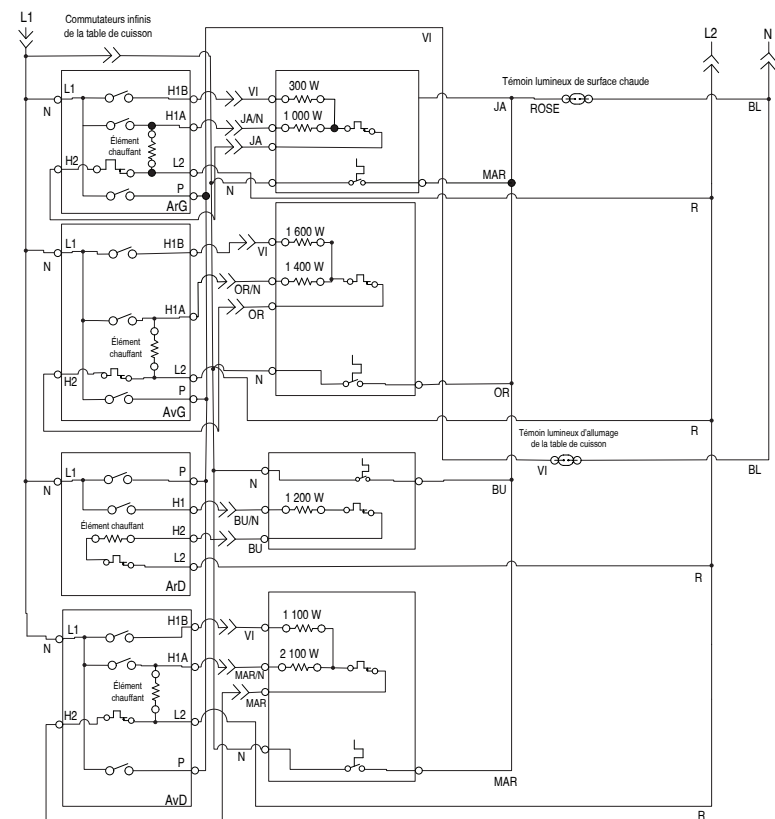 L1
Commutateurs infinis
de la table de cuisson
VI
L2
N
L1
H1B
VI
300 W
Témoin lumineux de surface chaude
N
H1A
JA/N
1 000 W
JA
ROSE
BL
Élément
chauffant
JA
H2
L2
MAR
P
N
ArG
R
L1
H1B
1 600 W
N
VI
1 400 W
OR/N
H1A
OR
Élément
chauffant
H2
L2
N
P
OR
AvG
R
Témoin lumineux d'allumage
de la table de cuisson
L1
P
N
VI
BL
N
H1
1 200 W
BU
BU/N
Élément chauffant
H2
BU
L2
ArD
R
L1
H1B
1 100 W
N
VI
H1A
2 100 W
MAR/N
Élément
chauffant
MAR
H2
L2
P
N
MAR
AvD
R